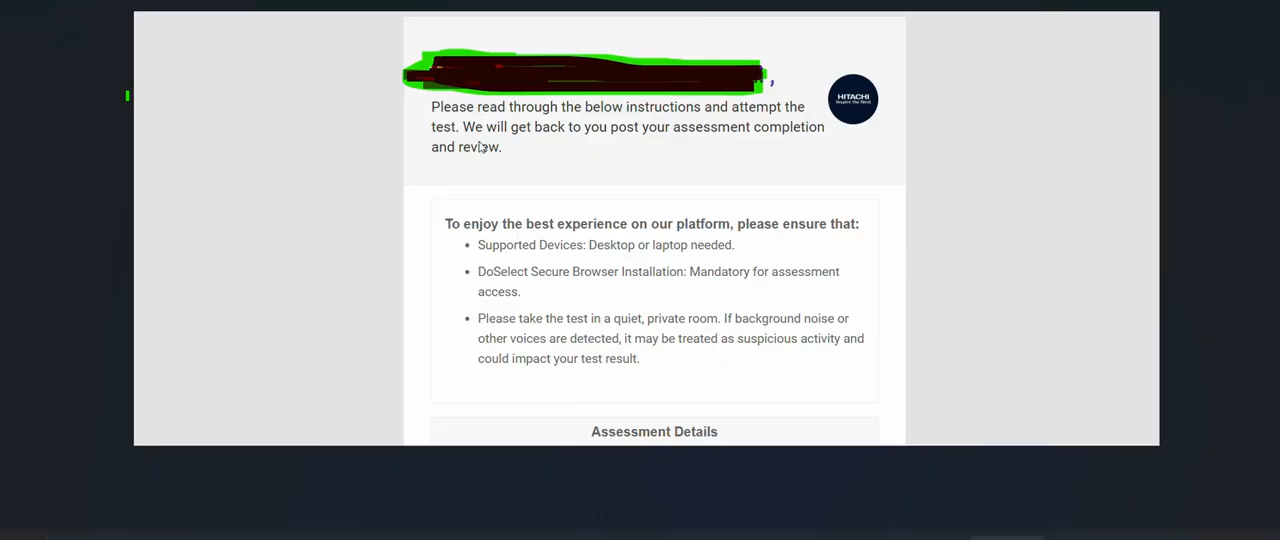 ,
Please read through the below instructions and attempt the
test. We will get back to you post your assessment completion
and review.
HITACHI
Inspire the Next
To enjoy the best experience on our platform, please ensure that:
• Supported Devices: Desktop or laptop needed.
• DoSelect Secure Browser Installation: Mandatory for assessment
access.
• Please take the test in a quiet, private room. If background noise or
other voices are detected, it may be treated as suspicious activity and
could impact your test result.
Assessment Details